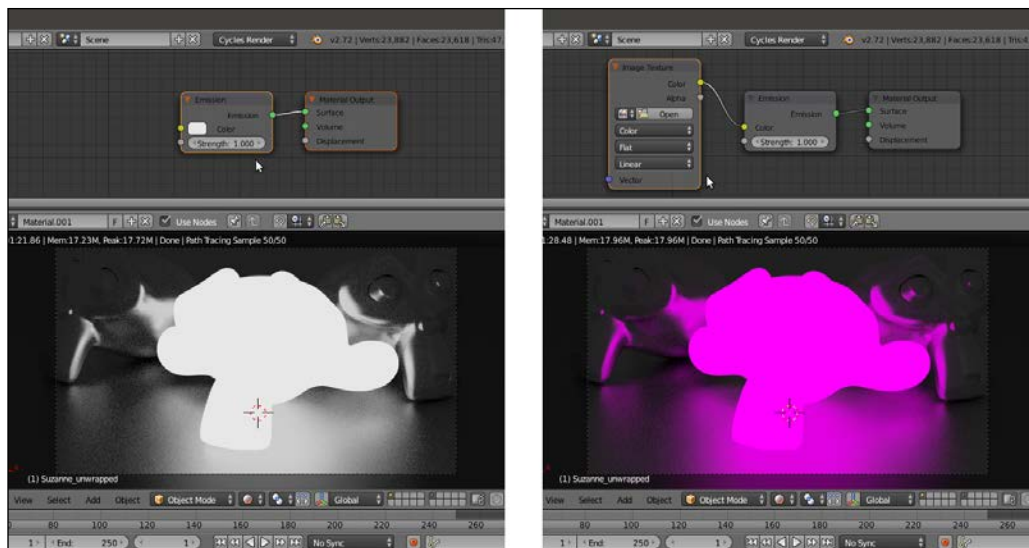 Scene
Cycles Render
v2.72 | Verts:23,882 | Faces:23,618 | Tris:47,
Emission
Emission
Color
Strength: 1.000
Material Output
Surface
Volume
Displacement
Material.001
F
Use Nodes
1:21.86 | Mem:17.23M, Peak:17.72M | Done | Path Tracing Sample 50/50
(1) Suzanne_unwrapped
View Select Add Object Object Mode Global
80 100 120 140 160 180 200 220 240 260
1 End: 250 1 No Sync
Scene
Cycles Render
v2.72 | Verts:23,882 | Faces:23,618 | Tris:4
Image Texture
Color
Alpha
Open
Color
Flat
Linear
Vector
Emission
Emission
Color
Strength: 1.000
Material Output
Surface
Volume
Displacement
Material.001
F
Use Nodes
1:28.48 | Mem:17.96M, Peak:17.96M | Done | Path Tracing Sample 50/50
(1) Suzanne_unwrapped
View Select Add Object Object Mode Global
80 100 120 140 160 180 200 220 240 260
1 End: 250 1 No Sync